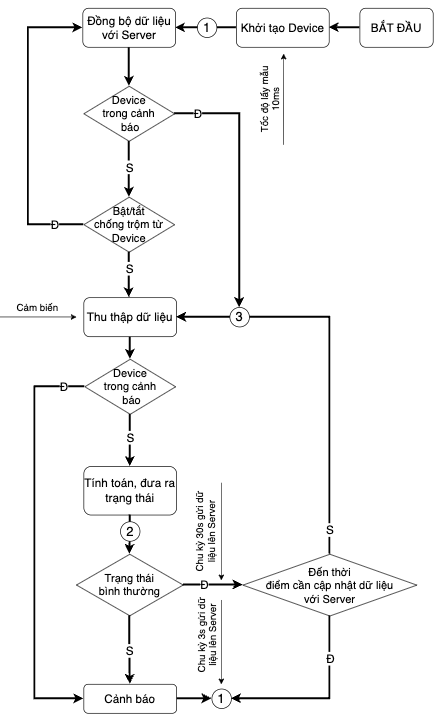 Đồng bộ dữ liệu
với Server
1
Khởi tạo Device
BẮT ĐẦU
Tốc độ lấy mẫu
10ms
Device
trong cảnh
báo
Đ
S
Bật/tắt
chống trộm từ
Device
Đ
S
Cảm biến
Thu thập dữ liệu
3
Device
trong cảnh
báo
Đ
S
Tính toán, đưa ra
trạng thái
2
Chu kỳ 30s gửi dữ
liệu lên Server
S
Trạng thái
bình thường
Đ
Đến thời
điểm cần cập nhật dữ liệu
với Server
Chu kỳ 3s gửi dữ
liệu lên Server
S
Đ
Cảnh báo
1